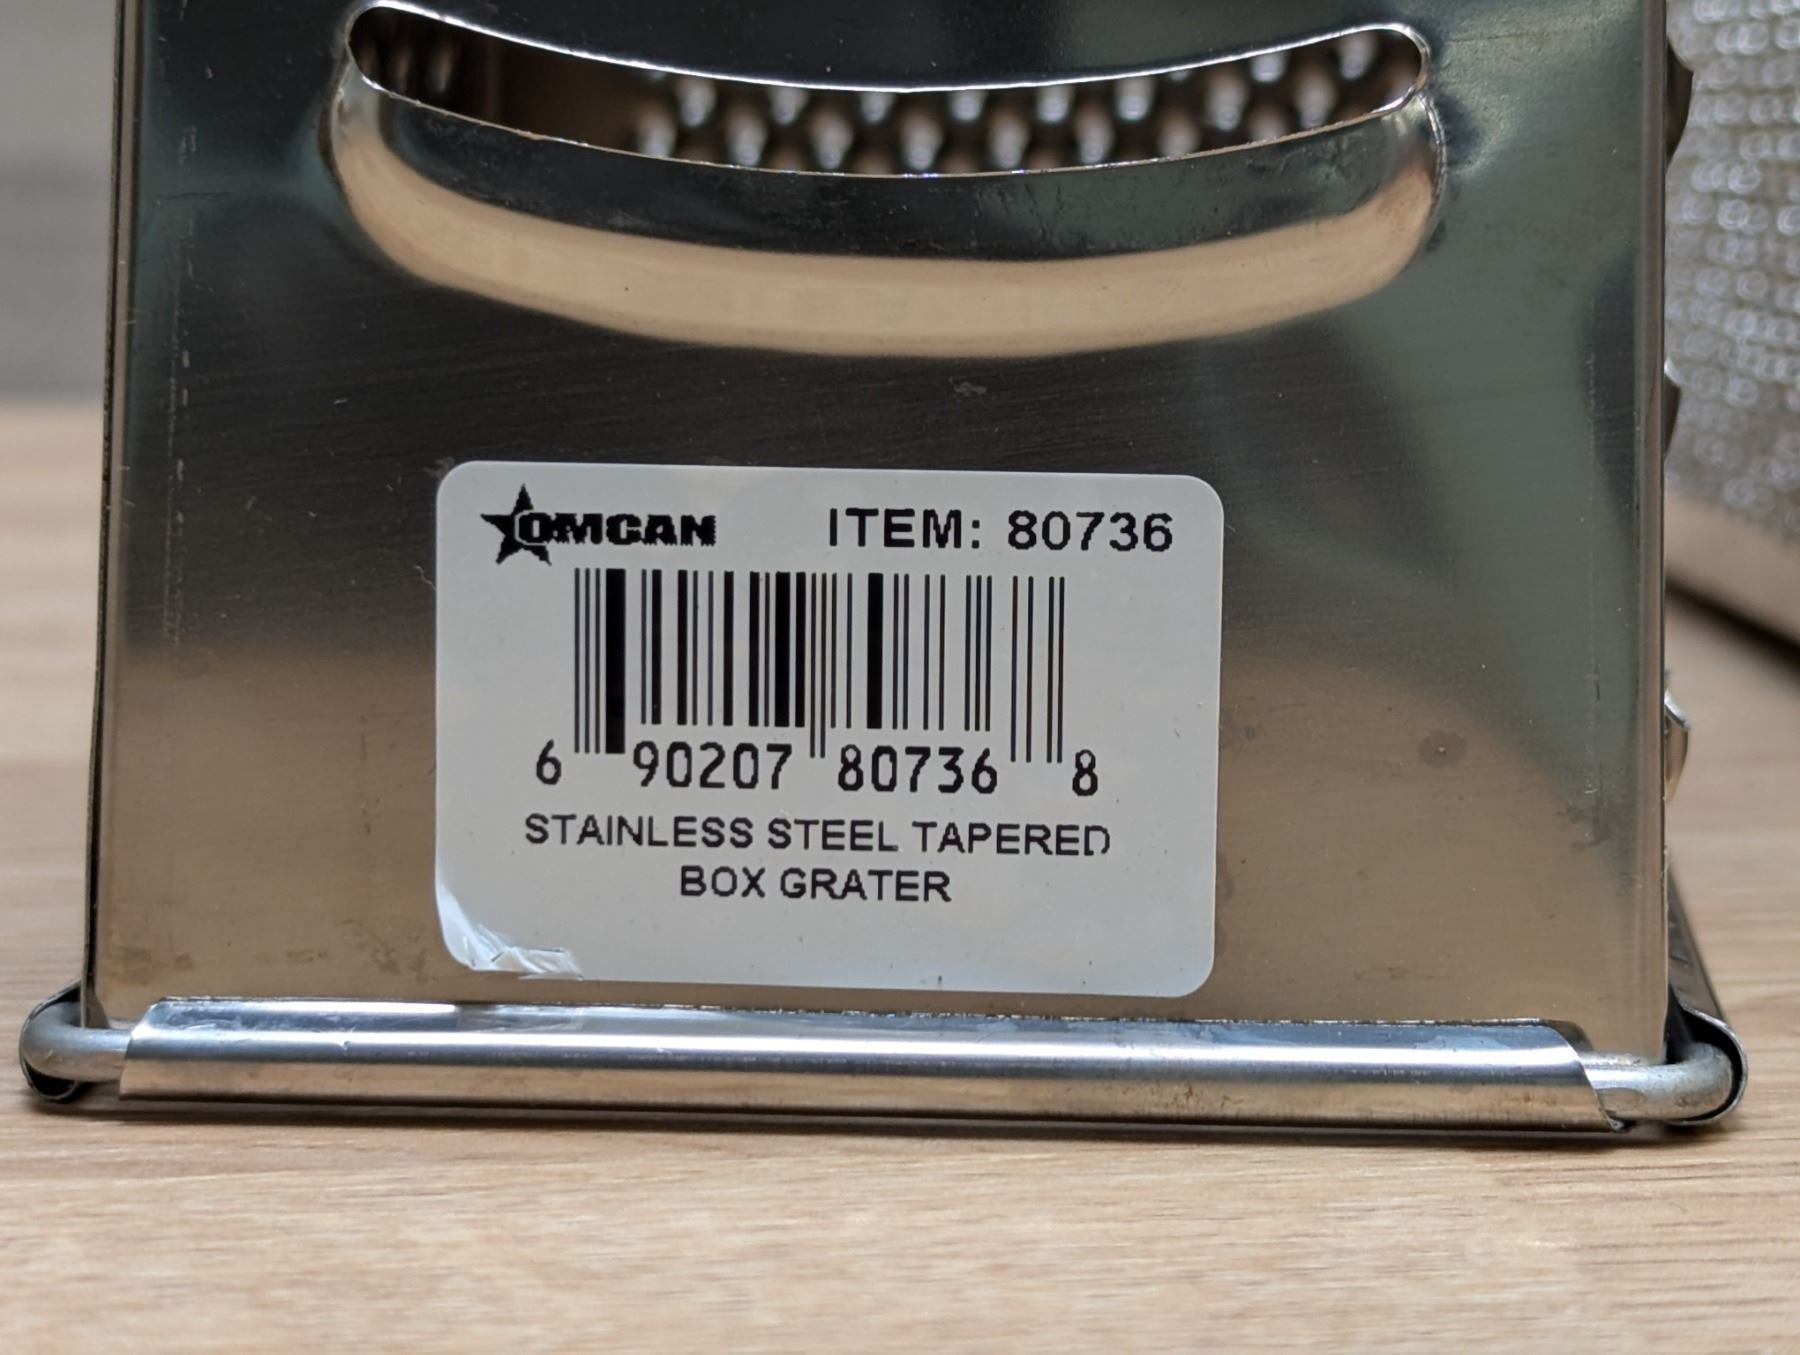 OMCAN ITEM: 80736
6 90207 80736 8
STAINLESS STEEL TAPERED
BOX GRATER